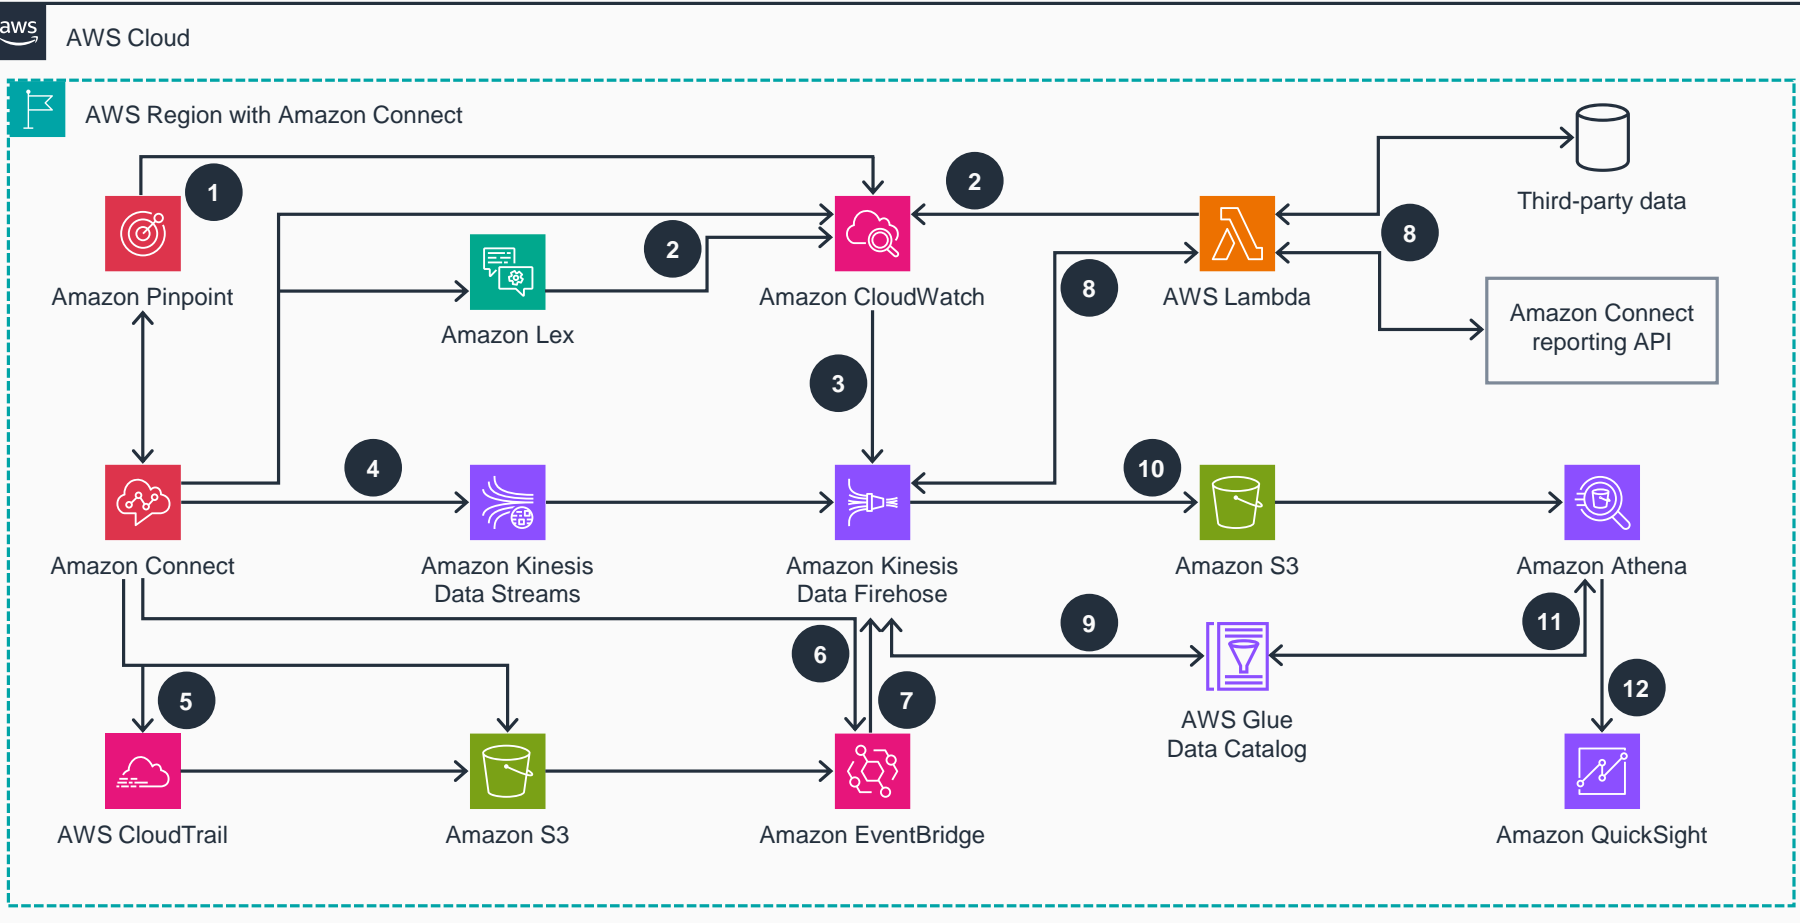 aws
AWS Cloud
AWS Region with Amazon Connect
1
2
2
8
8
Third-party data
Amazon Pinpoint
Amazon Lex
Amazon CloudWatch
AWS Lambda
Amazon Connect
reporting API
3
4
10
Amazon Connect
Amazon Kinesis
Data Streams
Amazon Kinesis
Data Firehose
Amazon S3
Amazon Athena
5
6
7
9
11
12
AWS Glue
Data Catalog
AWS CloudTrail
Amazon S3
Amazon EventBridge
Amazon QuickSight